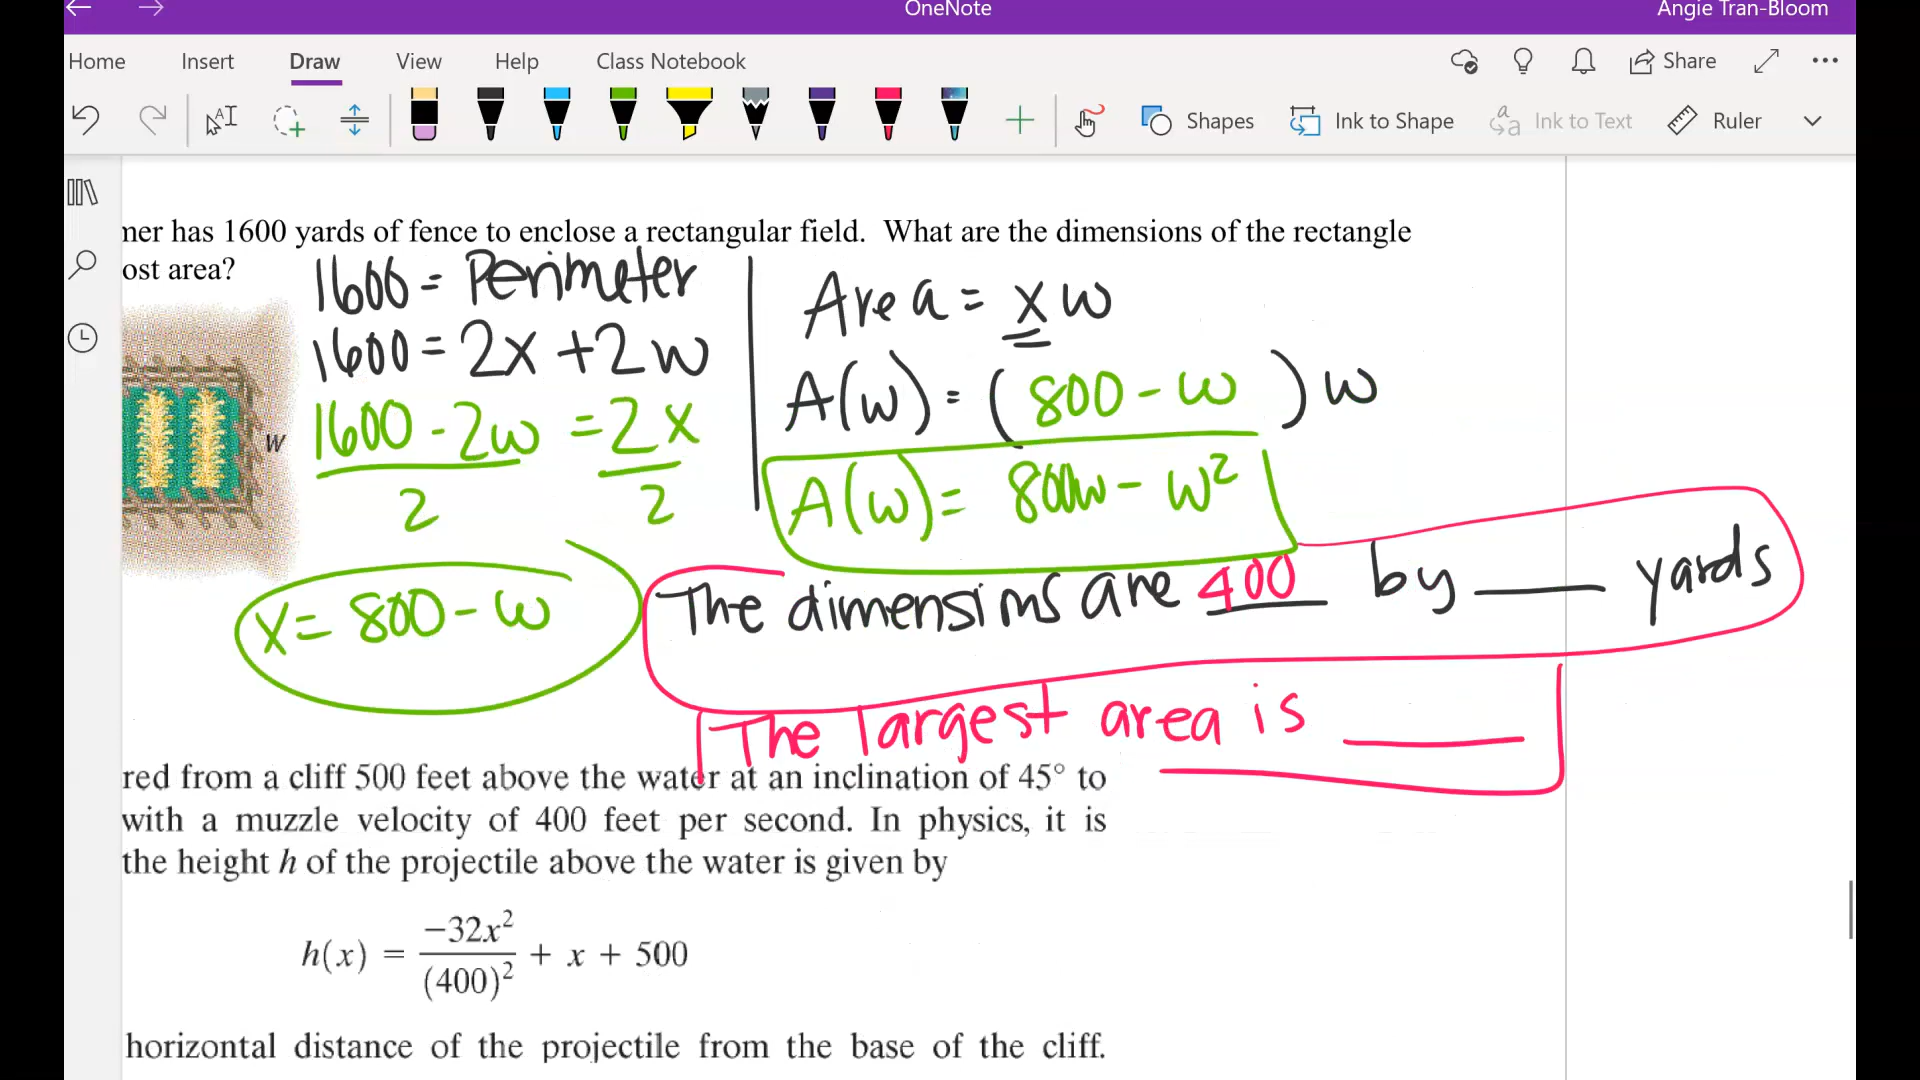 OneNote
Angie Tran-Bloom
Home Insert Draw View Help Class Notebook Share
Shapes Ink to Shape Ink to Text Ruler
mer has 1600 yards of fence to enclose a rectangular field. What are the dimensions of the rectangle
ost area?
1600 = Perimeter
1600 = 2x + 2w
1600 - 2w = 2x
2 2
x = 800 - w
W
Area = xw
A(w) = (800 - w)w
A(w) = 800w - w²
The dimensions are 400 by ____ yards
The largest area is ____
red from a cliff 500 feet above the water at an inclination of 45° to
with a muzzle velocity of 400 feet per second. In physics, it is
the height h of the projectile above the water is given by
h(x) = −32x² / (400)² + x + 500
horizontal distance of the projectile from the base of the cliff.